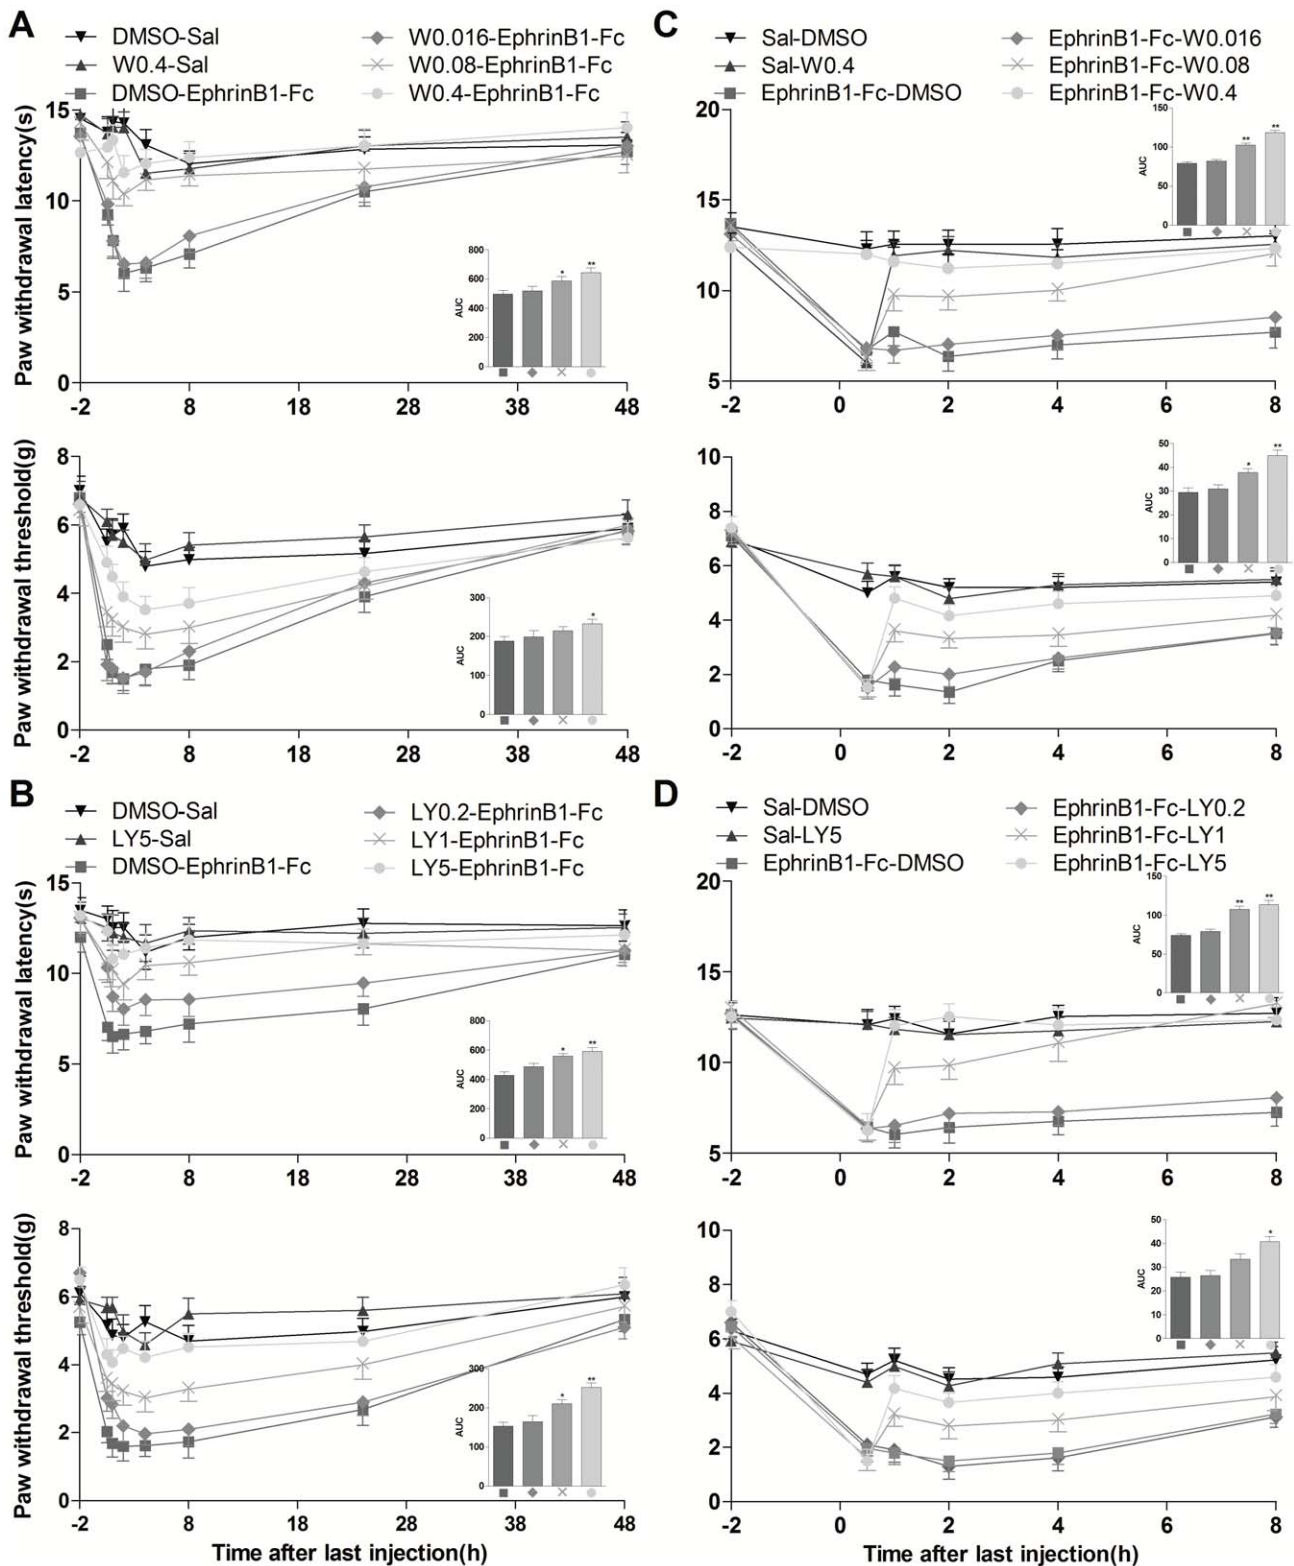 A
DMSO-Sal
W0.4-Sal
DMSO-EphrinB1-Fc
W0.016-EphrinB1-Fc
W0.08-EphrinB1-Fc
W0.4-EphrinB1-Fc
Paw withdrawal latency(s)
15
10
5
0
-2 8 18 28 38 48
AUC
800
600
400
200
0
* **
Paw withdrawal threshold(g)
8
6
4
2
0
-2 8 18 28 38 48
AUC
300
200
100
0
*
B
DMSO-Sal
LY5-Sal
DMSO-EphrinB1-Fc
LY0.2-EphrinB1-Fc
LY1-EphrinB1-Fc
LY5-EphrinB1-Fc
Paw withdrawal latency(s)
15
10
5
0
-2 8 18 28 38 48
AUC
800
600
400
200
0
* **
Paw withdrawal threshold(g)
8
6
4
2
0
-2 8 18 28 38 48
AUC
300
200
100
0
* **
Time after last injection(h)
C
Sal-DMSO
Sal-W0.4
EphrinB1-Fc-DMSO
EphrinB1-Fc-W0.016
EphrinB1-Fc-W0.08
EphrinB1-Fc-W0.4
20
15
10
5
-2 0 2 4 6 8
AUC
150
100
50
0
** **
10
8
6
4
2
0
-2 0 2 4 6 8
AUC
50
40
30
20
10
0
* **
D
Sal-DMSO
Sal-LY5
EphrinB1-Fc-DMSO
EphrinB1-Fc-LY0.2
EphrinB1-Fc-LY1
EphrinB1-Fc-LY5
20
15
10
5
-2 0 2 4 6 8
AUC
150
100
50
0
** **
10
8
6
4
2
0
-2 0 2 4 6 8
AUC
50
40
30
20
10
0
*
Time after last injection(h)